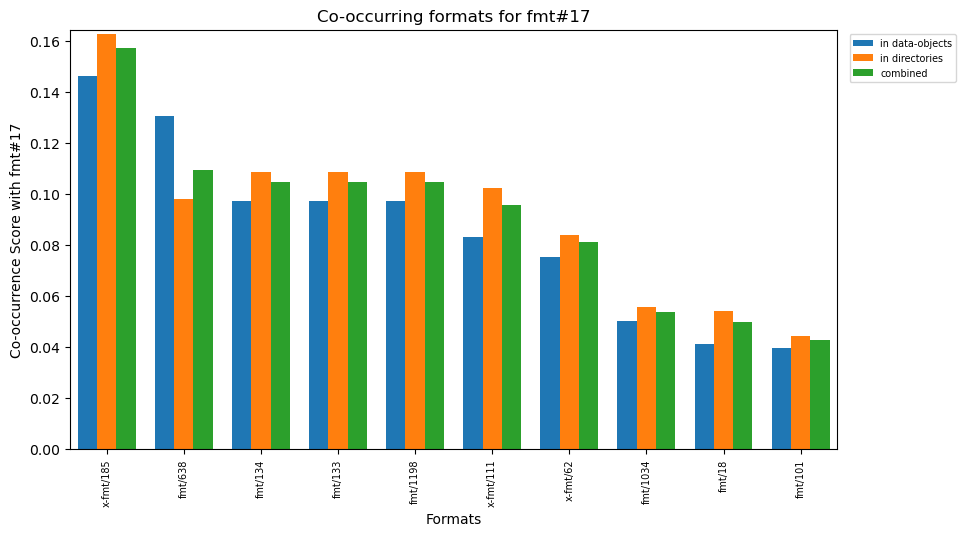 Co-occurring formats for fmt#17
in data-objects
in directories
combined
Co-occurrence Score with fmt#17
0.16
0.14
0.12
0.10
0.08
0.06
0.04
0.02
0.00
x-fmt/185
fmt/638
fmt/134
fmt/133
fmt/1198
x-fmt/111
x-fmt/62
fmt/1034
fmt/18
fmt/101
Formats